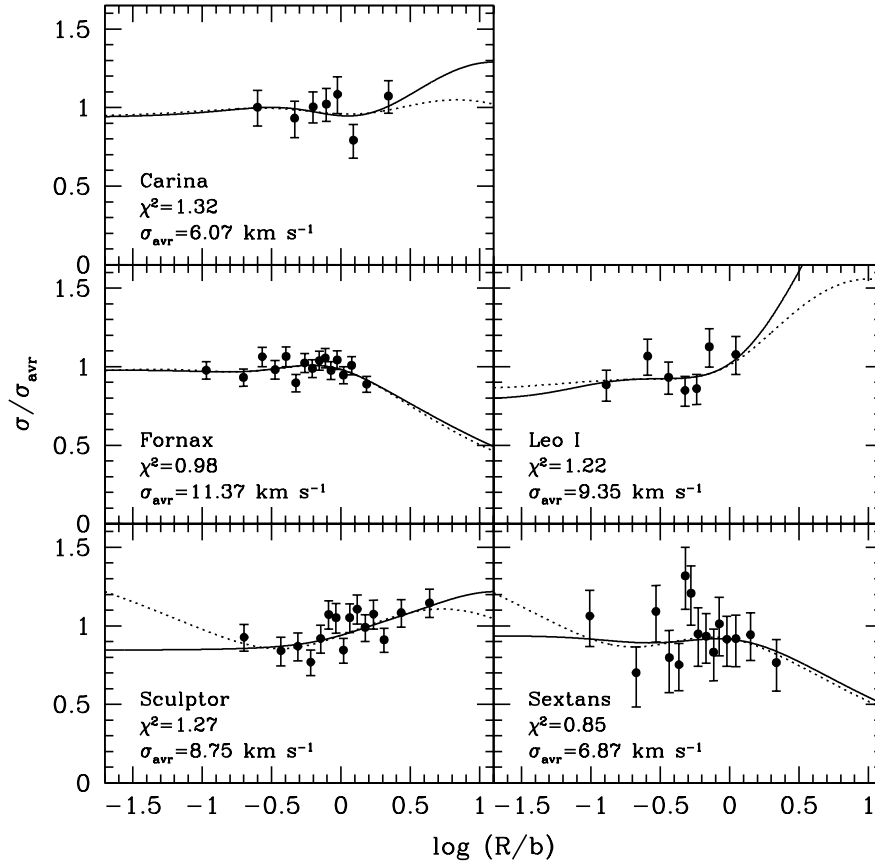 1.5
1
0.5
0
Carina
χ²=1.32
σavr=6.07 km s⁻¹
1.5
1
0.5
0
Fornax
χ²=0.98
σavr=11.37 km s⁻¹
Leo I
χ²=1.22
σavr=9.35 km s⁻¹
σ/σavr
1.5
1
0.5
0
Sculptor
χ²=1.27
σavr=8.75 km s⁻¹
Sextans
χ²=0.85
σavr=6.87 km s⁻¹
−1.5 −1 −0.5 0 0.5 1 −1.5 −1 −0.5 0 0.5 1
log (R/b)